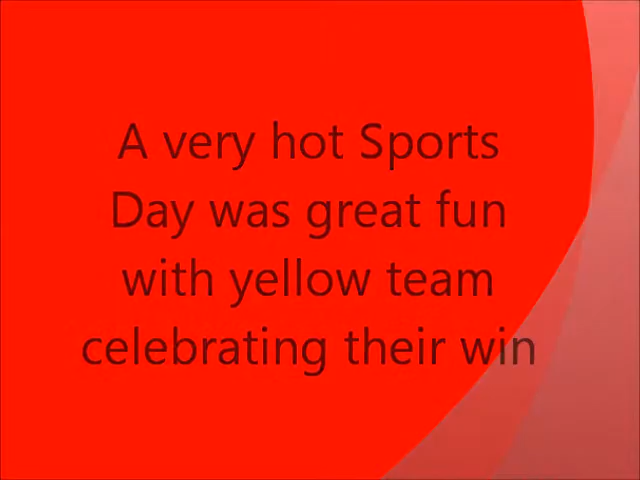 A very hot Sports
Day was great fun
with yellow team
celebrating their win